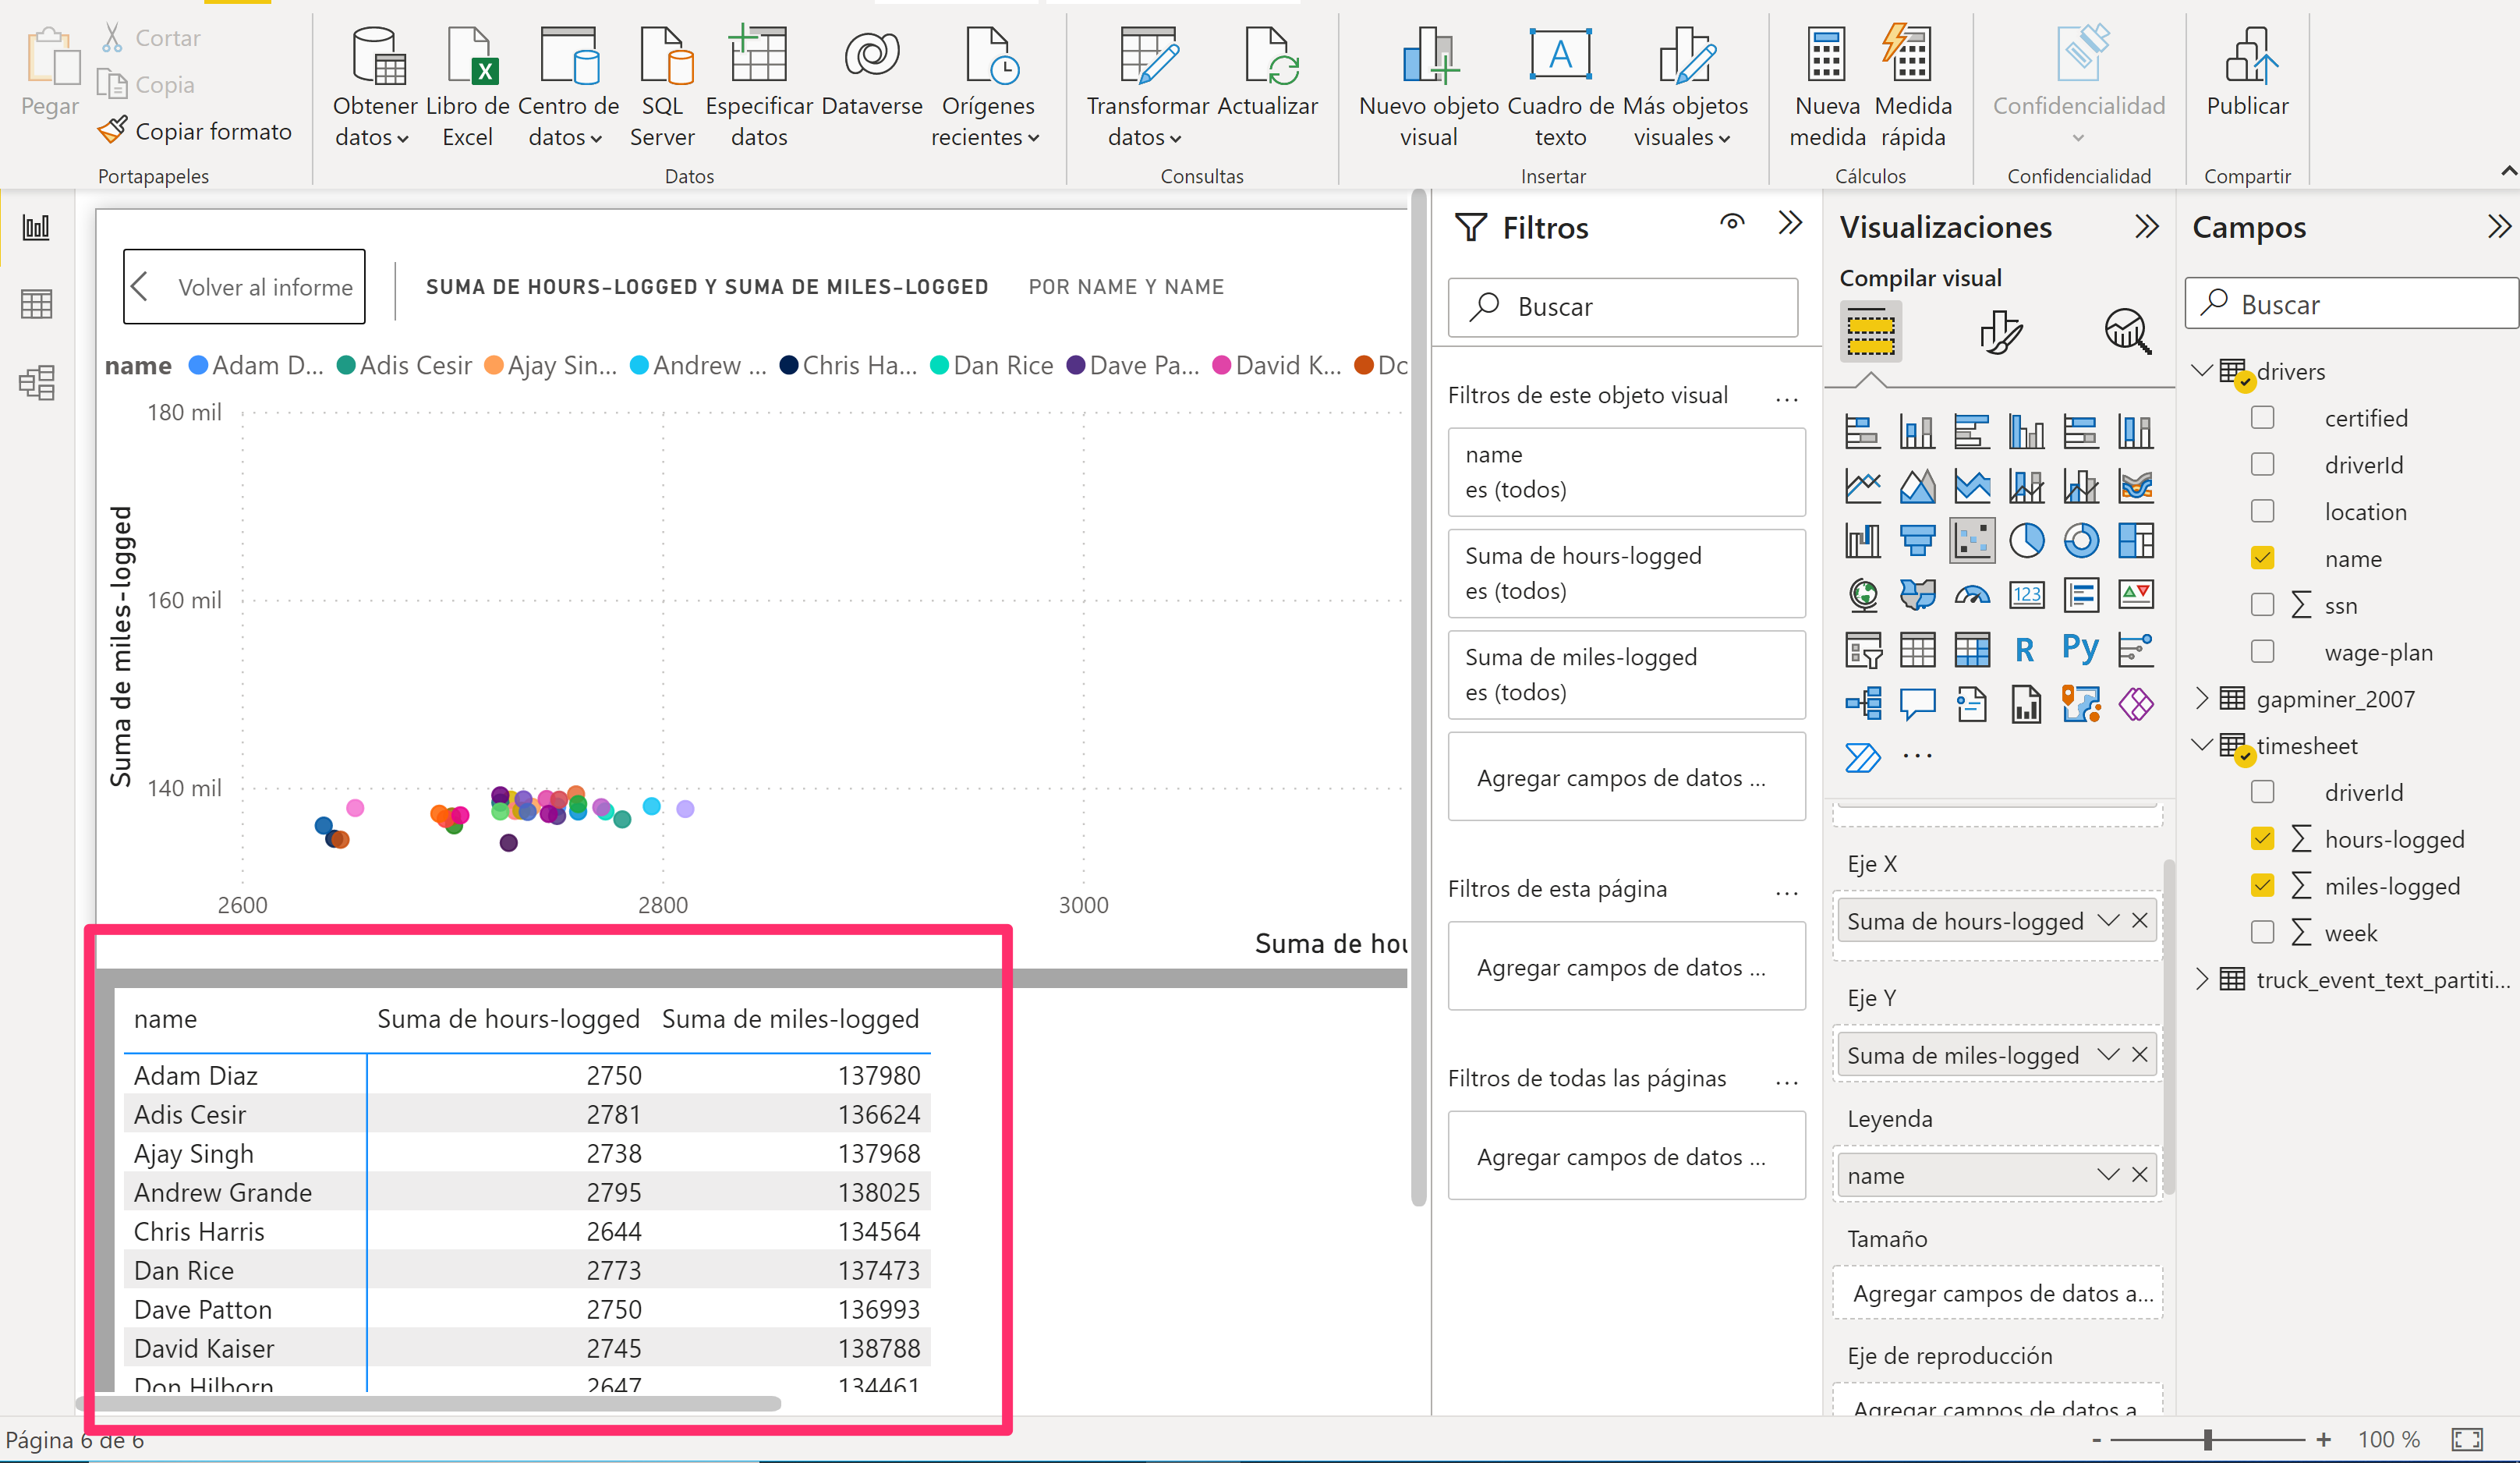 Pegar
Cortar
Copia
Copiar formato
Portapapeles
Obtener datos
Libro de Excel
Centro de datos
SQL Server
Especificar datos
Dataverse
Orígenes recientes
Datos
Transformar datos
Actualizar
Consultas
Nuevo objeto visual
Cuadro de texto
Más objetos visuales
Insertar
Nueva medida
Medida rápida
Cálculos
Confidencialidad
Confidencialidad
Publicar
Compartir
Volver al informe
SUMA DE HOURS-LOGGED Y SUMA DE MILES-LOGGED POR NAME Y NAME
name Adam D... Adis Cesir Ajay Sin... Andrew ... Chris Ha... Dan Rice Dave Pa... David K... Dc
180 mil
160 mil
140 mil
Suma de miles-logged
2600 2800 3000
Suma de hou
name Suma de hours-logged Suma de miles-logged
Adam Diaz 2750 137980
Adis Cesir 2781 136624
Ajay Singh 2738 137968
Andrew Grande 2795 138025
Chris Harris 2644 134564
Dan Rice 2773 137473
Dave Patton 2750 136993
David Kaiser 2745 138788
Don Hilborn 2647 134461
Página 6 de 6
Filtros
Buscar
Filtros de este objeto visual ...
name
es (todos)
Suma de hours-logged
es (todos)
Suma de miles-logged
es (todos)
Agregar campos de datos ...
Filtros de esta página ...
Agregar campos de datos ...
Filtros de todas las páginas ...
Agregar campos de datos ...
Visualizaciones
Compilar visual
123
R Py
...
Eje X
Suma de hours-logged
Eje Y
Suma de miles-logged
Leyenda
name
Tamaño
Agregar campos de datos a...
Eje de reproducción
Agregar campos de datos a
Campos
Buscar
drivers
certified
driverId
location
name
∑ ssn
wage-plan
gapminer_2007
timesheet
driverId
∑ hours-logged
∑ miles-logged
∑ week
truck_event_text_partiti...
- + 100 %